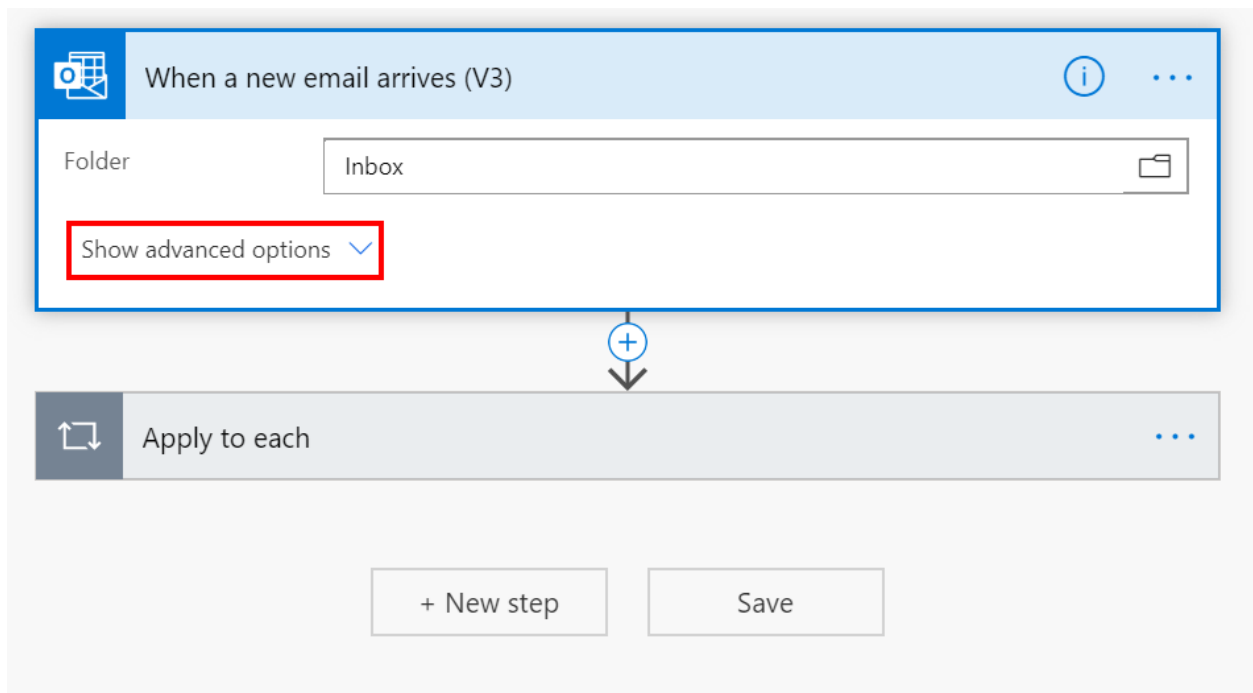 When a new email arrives (V3)
Folder
Inbox
Show advanced options
Apply to each
+ New step
Save